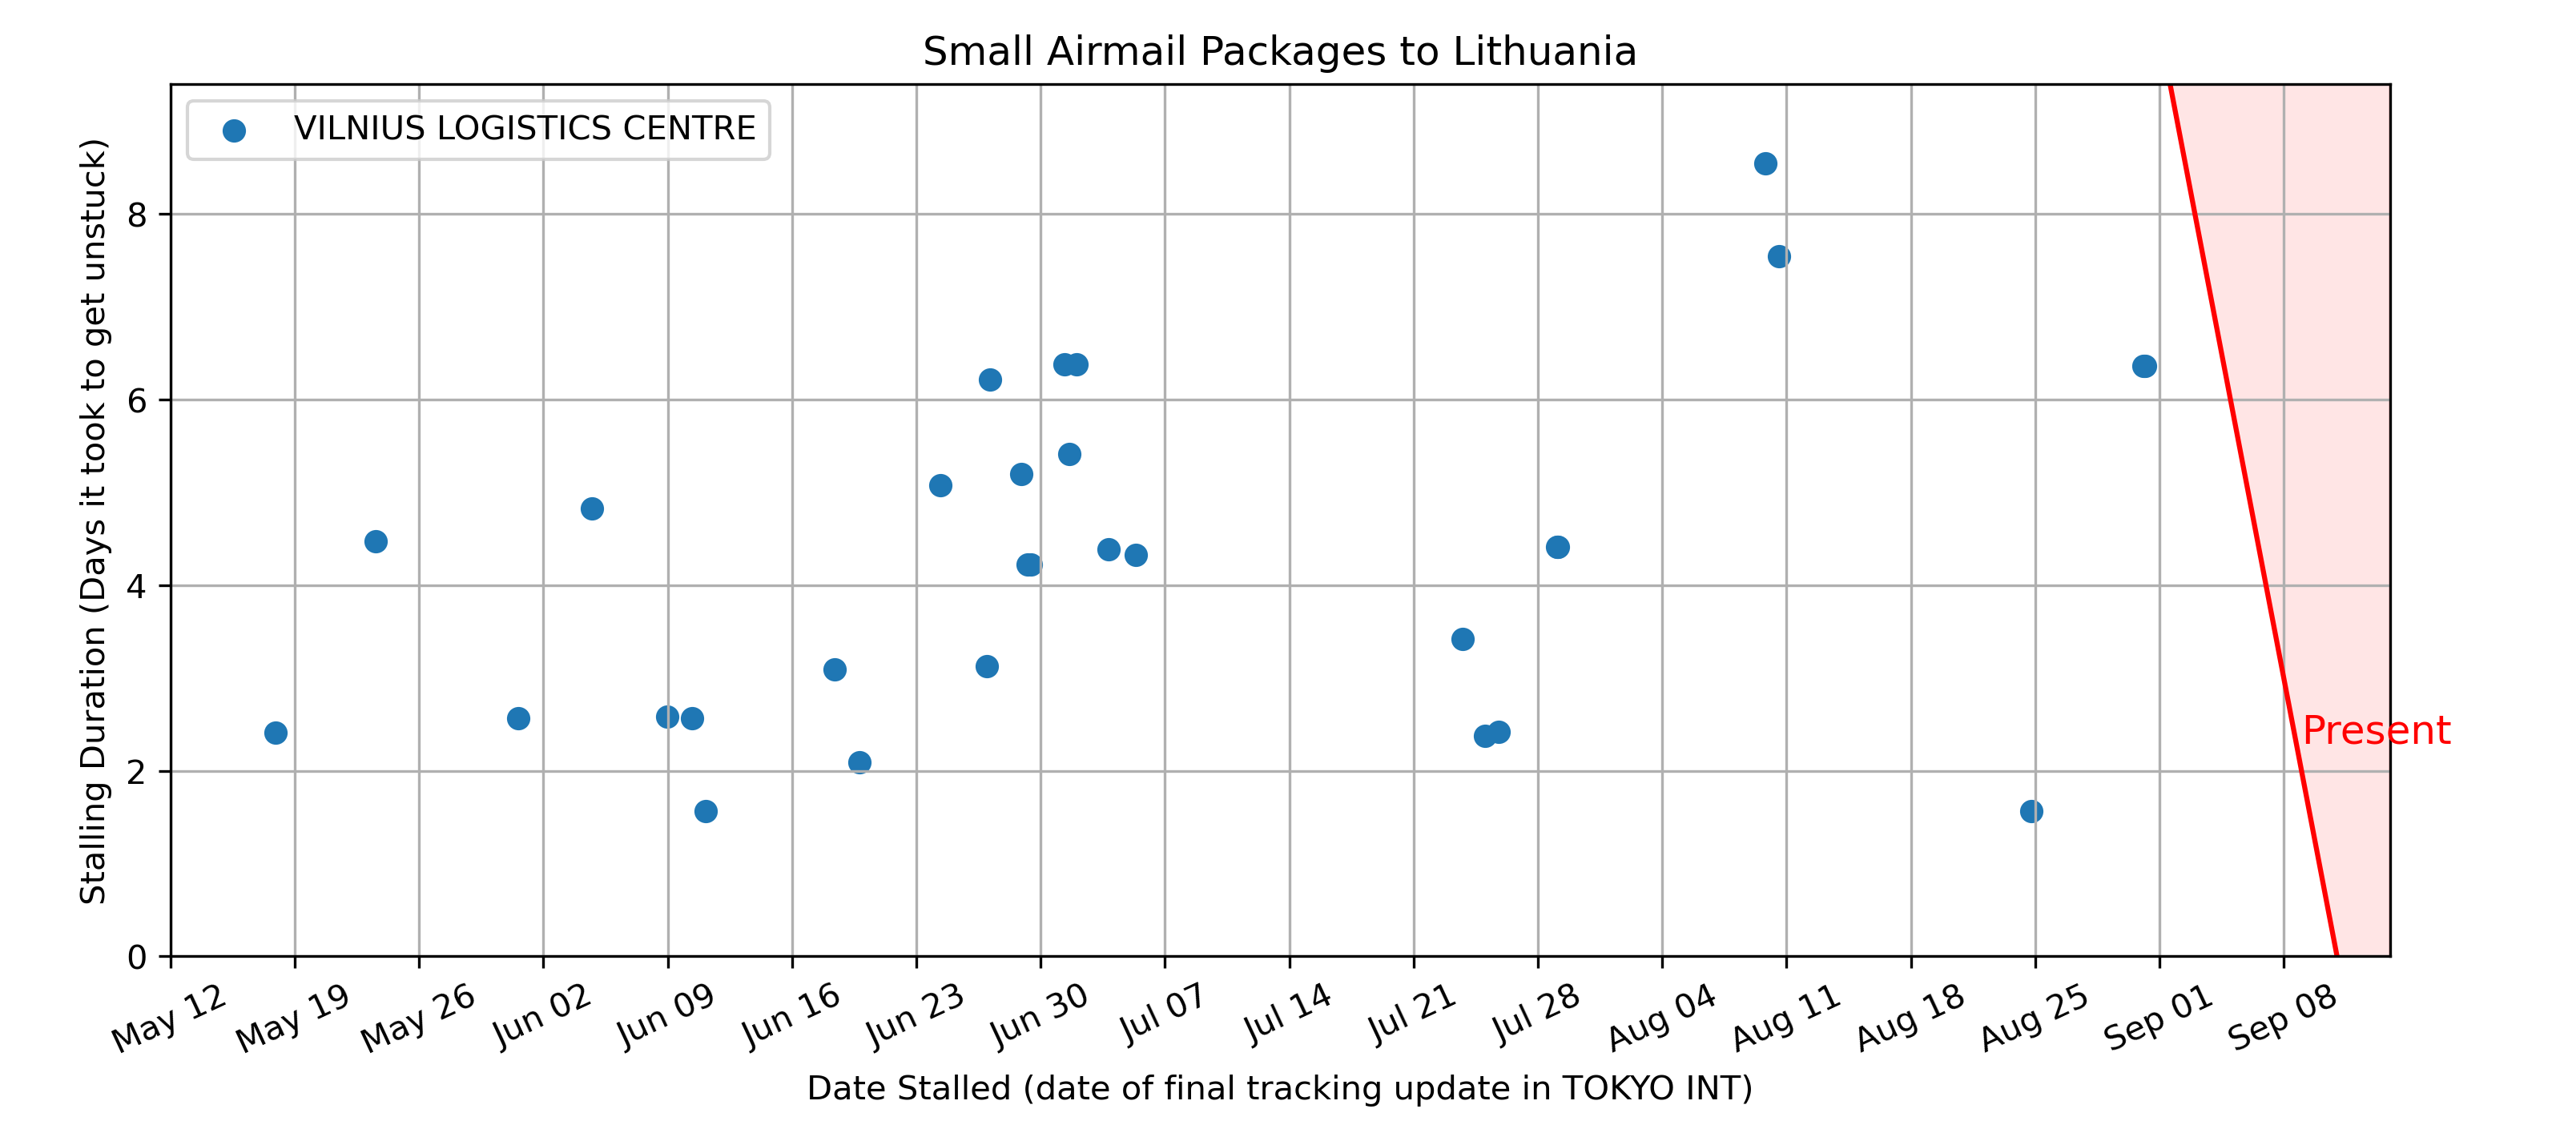 Small Airmail Packages to Lithuania
VILNIUS LOGISTICS CENTRE
Stalling Duration (Days it took to get unstuck)
8
6
4
2
0
Present
May 12
May 19
May 26
Jun 02
Jun 09
Jun 16
Jun 23
Jun 30
Jul 07
Jul 14
Jul 21
Jul 28
Aug 04
Aug 11
Aug 18
Aug 25
Sep 01
Sep 08
Date Stalled (date of final tracking update in TOKYO INT)